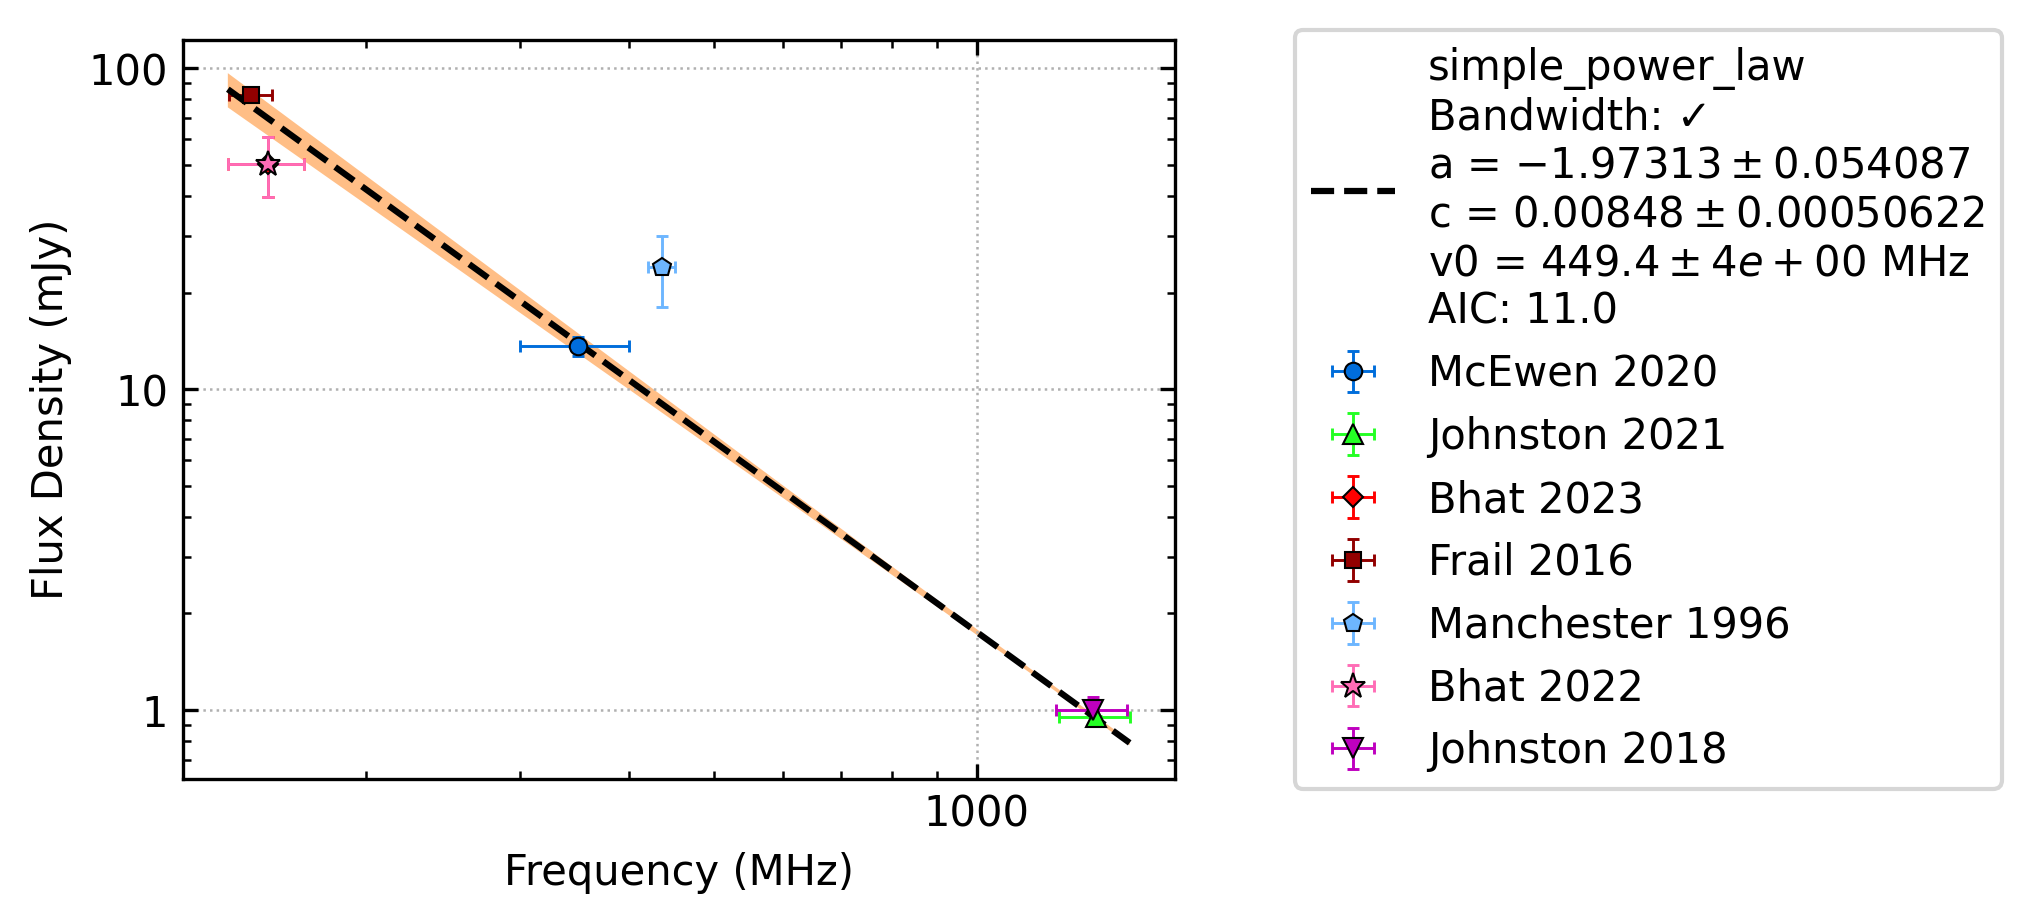 100
10
1
1000
Flux Density (mJy)
Frequency (MHz)
simple_power_law
Bandwidth: ✓
a = −1.97313 ± 0.054087
c = 0.00848 ± 0.00050622
v0 = 449.4 ± 4e + 00 MHz
AIC: 11.0
McEwen 2020
Johnston 2021
Bhat 2023
Frail 2016
Manchester 1996
Bhat 2022
Johnston 2018